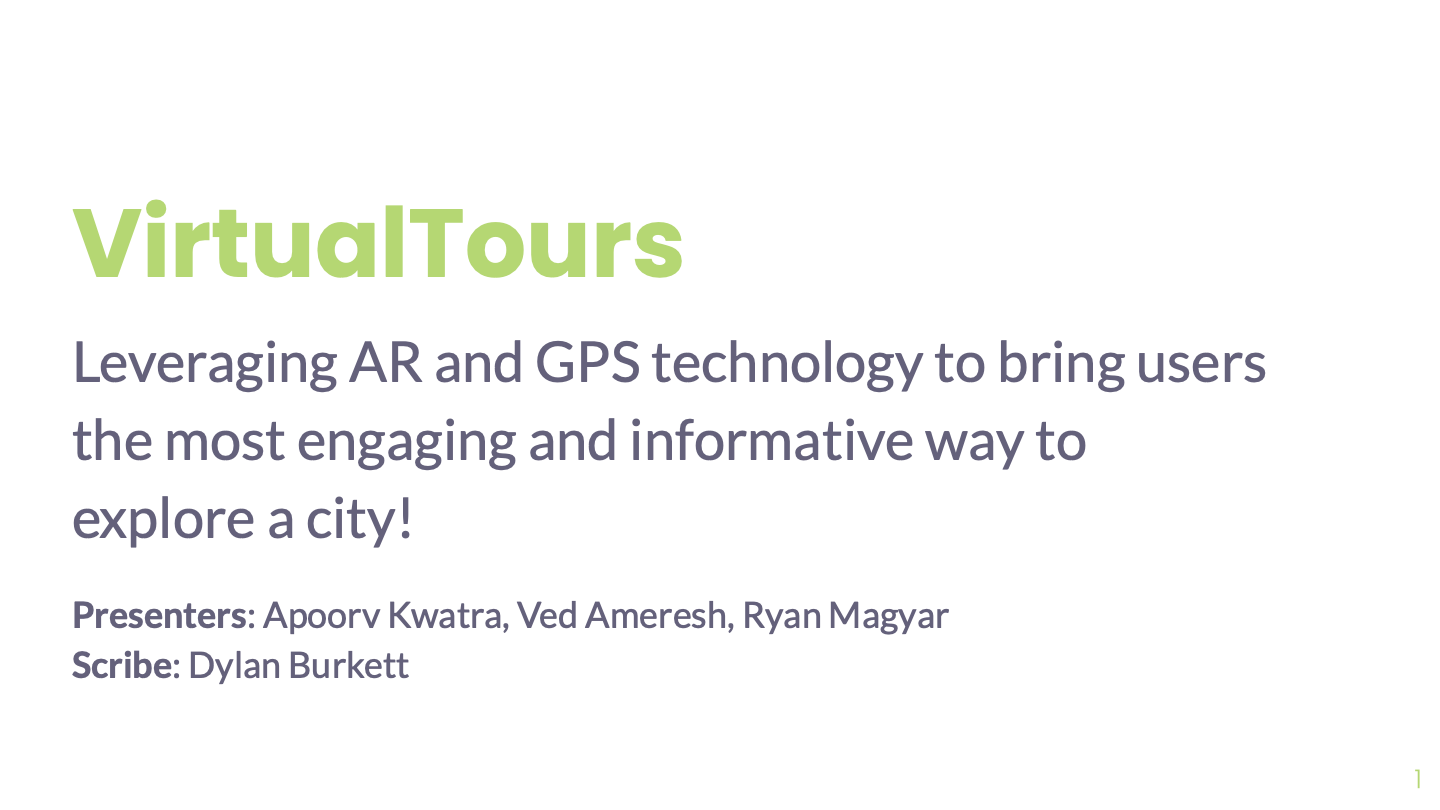 VirtualTours
Leveraging AR and GPS technology to bring users
the most engaging and informative way to
explore a city!
Presenters: Apoorv Kwatra, Ved Ameresh, Ryan Magyar
Scribe: Dylan Burkett
1